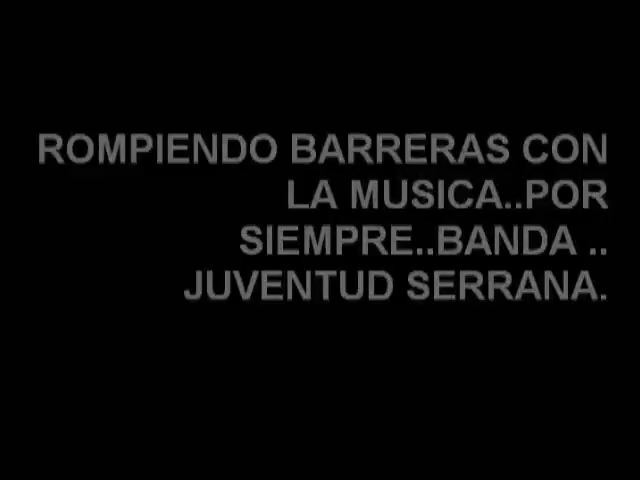 ROMPIENDO BARRERAS CON
LA MUSICA..POR
SIEMPRE..BANDA ..
JUVENTUD SERRANA.